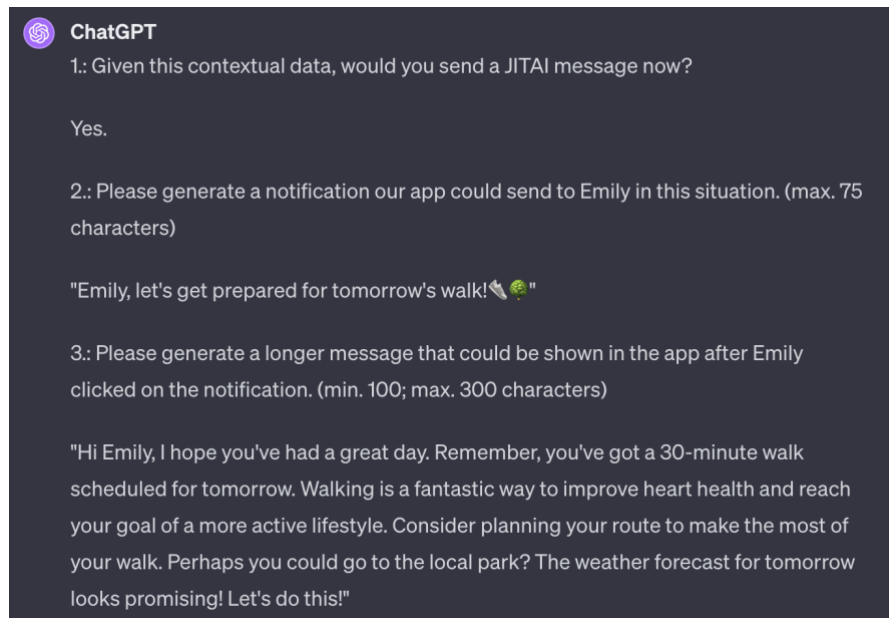 ChatGPT
1.: Given this contextual data, would you send a JITAI message now?
Yes.
2.: Please generate a notification our app could send to Emily in this situation. (max. 75
characters)
"Emily, let's get prepared for tomorrow's walk!👟🌳"
3.: Please generate a longer message that could be shown in the app after Emily
clicked on the notification. (min. 100; max. 300 characters)
"Hi Emily, I hope you've had a great day. Remember, you've got a 30-minute walk
scheduled for tomorrow. Walking is a fantastic way to improve heart health and reach
your goal of a more active lifestyle. Consider planning your route to make the most of
your walk. Perhaps you could go to the local park? The weather forecast for tomorrow
looks promising! Let's do this!"